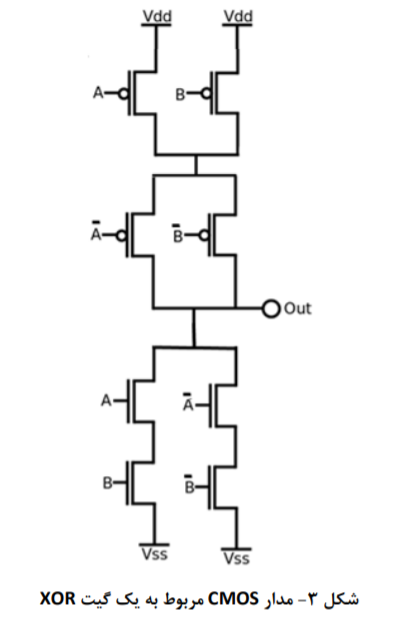 Vdd Vdd
A B
A̅ B̅
Out
A A̅
B B̅
Vss Vss
شکل ۳- مدار CMOS مربوط به یک گیت XOR